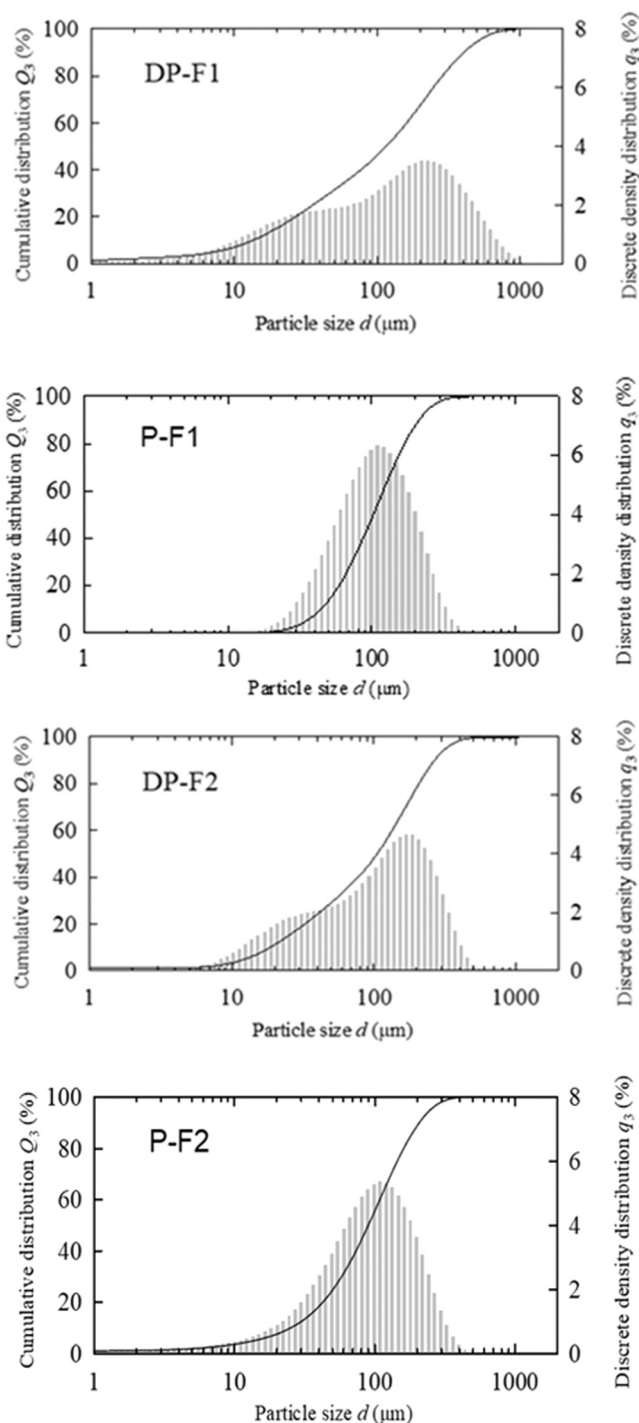 DP-F1
Cumulative distribution Q₃ (%)
100
80
60
40
20
0
8
6
4
2
0
Discrete density distribution q₃ (%)
1 10 100 1000
Particle size d (μm)
P-F1
Cumulative distribution Q₃ (%)
100
80
60
40
20
0
8
6
4
2
0
Discrete density distribution q₃ (%)
1 10 100 1000
Particle size d (μm)
DP-F2
Cumulative distribution Q₃ (%)
100
80
60
40
20
0
8
6
4
2
0
Discrete density distribution q₃ (%)
1 10 100 1000
Particle size d (μm)
P-F2
Cumulative distribution Q₃ (%)
100
80
60
40
20
0
8
6
4
2
0
Discrete density distribution q₃ (%)
1 10 100 1000
Particle size d (μm)